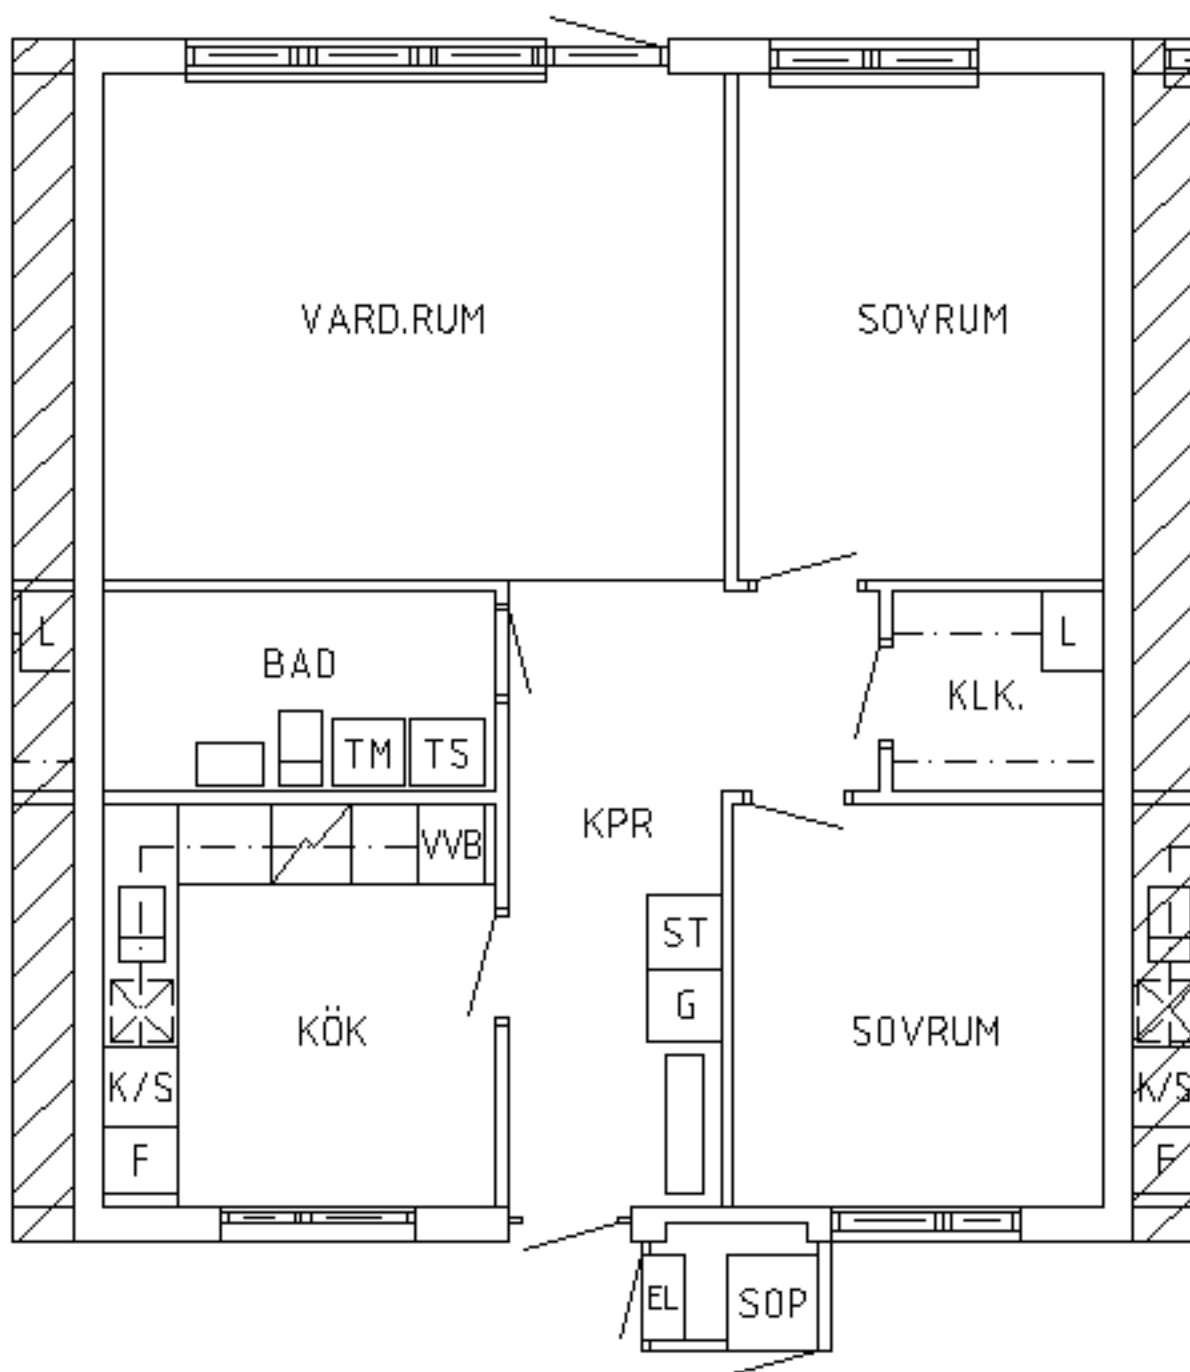 VARD.RUM
SOVRUM
L
L
BAD
KLK.
TM
TS
KPR
VVB
ST
G
KÖK
SOVRUM
K/S
K/S
F
F
EL
SOP